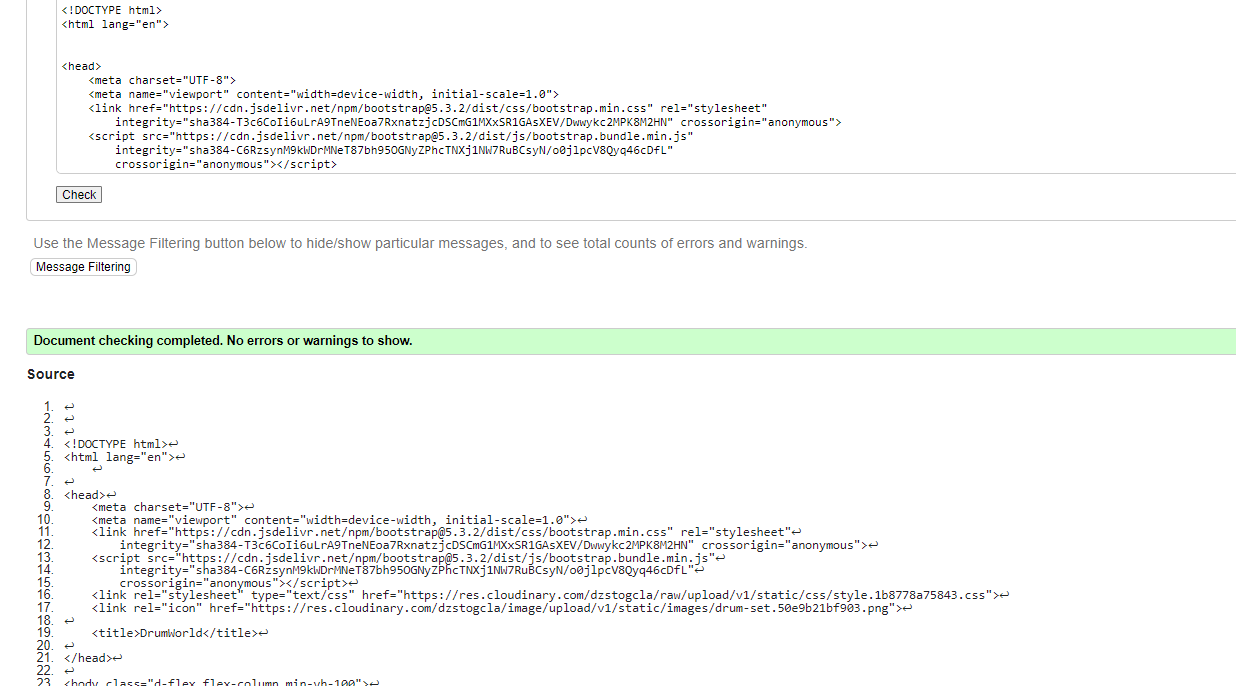 <!DOCTYPE html>
<html lang="en">
<head>
<meta charset="UTF-8">
<meta name="viewport" content="width=device-width, initial-scale=1.0">
<link href="https://cdn.jsdelivr.net/npm/bootstrap@5.3.2/dist/css/bootstrap.min.css" rel="stylesheet"
integrity="sha384-T3c6CoIi6uLrA9TneNEoa7RxnatzjcDSCmG1MXxSR1GAsXEV/Dwwykc2MPK8M2HN" crossorigin="anonymous">
<script src="https://cdn.jsdelivr.net/npm/bootstrap@5.3.2/dist/js/bootstrap.bundle.min.js"
integrity="sha384-C6RzsynM9kWDrMNeT87bh95OGNyZPhcTNXj1NW7RuBCsyN/o0jlpcV8Qyq46cDfL"
crossorigin="anonymous"></script>
Check
Use the Message Filtering button below to hide/show particular messages, and to see total counts of errors and warnings.
Message Filtering
Document checking completed. No errors or warnings to show.
Source
1. ↩
2. ↩
3. ↩
4. <!DOCTYPE html>↩
5. <html lang="en">↩
6. ↩
7. ↩
8. <head>↩
9. <meta charset="UTF-8">↩
10. <meta name="viewport" content="width=device-width, initial-scale=1.0">↩
11. <link href="https://cdn.jsdelivr.net/npm/bootstrap@5.3.2/dist/css/bootstrap.min.css" rel="stylesheet"↩
12. integrity="sha384-T3c6CoIi6uLrA9TneNEoa7RxnatzjcDSCmG1MXxSR1GAsXEV/Dwwykc2MPK8M2HN" crossorigin="anonymous">↩
13. <script src="https://cdn.jsdelivr.net/npm/bootstrap@5.3.2/dist/js/bootstrap.bundle.min.js"↩
14. integrity="sha384-C6RzsynM9kWDrMNeT87bh95OGNyZPhcTNXj1NW7RuBCsyN/o0jlpcV8Qyq46cDfL"↩
15. crossorigin="anonymous"></script>↩
16. <link rel="stylesheet" type="text/css" href="https://res.cloudinary.com/dzstogcla/raw/upload/v1/static/css/style.1b8778a75843.css">↩
17. <link rel="icon" href="https://res.cloudinary.com/dzstogcla/image/upload/v1/static/images/drum-set.50e9b21bf903.png">↩
18. ↩
19. <title>DrumWorld</title>↩
20. ↩
21. </head>↩
22. ↩
23. <body class="d-flex flex-column min-vh-100">↩